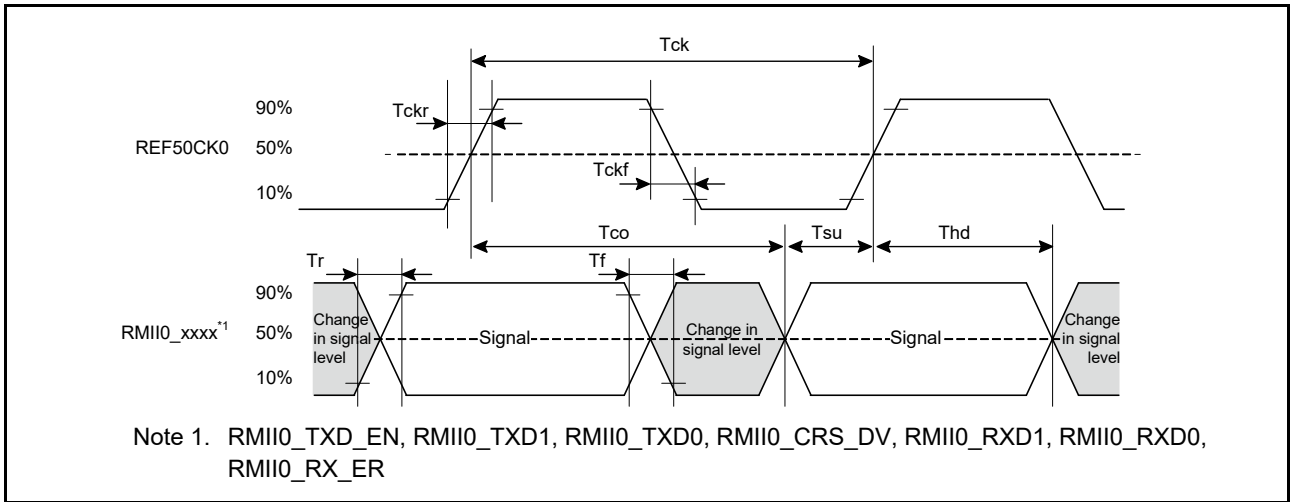 Tck
90%
Tckr
REF50CK0
50%
Tckf
10%
Tco
Tsu
Thd
Tr
Tf
90%
RMII0_xxxx*1
50%
10%
Change
in signal
level
Signal
Change in
signal level
Signal
Change
in signal
level
Note 1. RMII0_TXD_EN, RMII0_TXD1, RMII0_TXD0, RMII0_CRS_DV, RMII0_RXD1, RMII0_RXD0,
RMII0_RX_ER